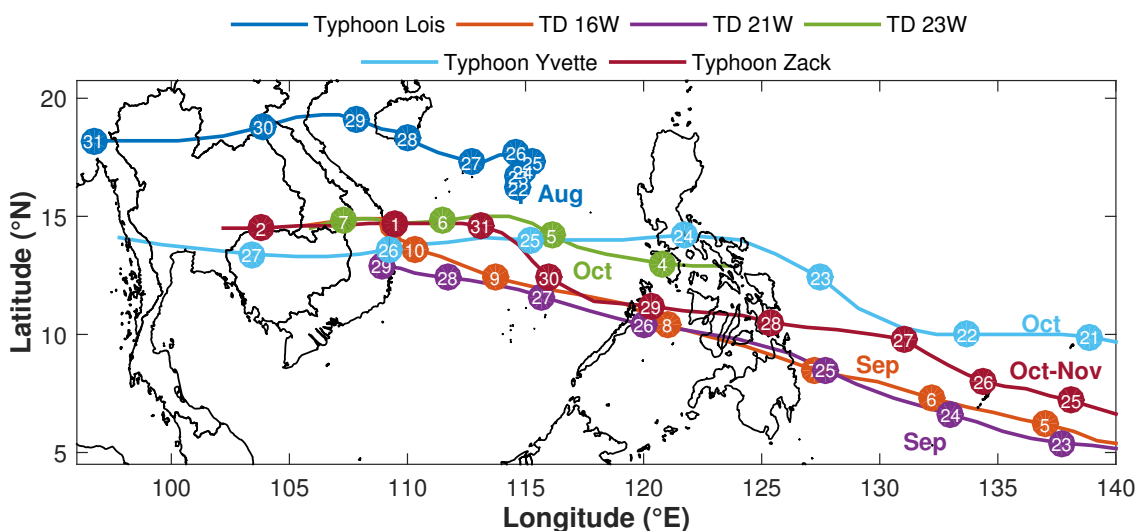 Typhoon Lois TD 16W TD 21W TD 23W
Typhoon Yvette Typhoon Zack
20
15
10
5
Latitude (°N)
31 30 29 28 27 26 25
22
Aug
2 7 1 6 31 5 24
10 26 25
27 29 28 9 30 4 23
Oct
27 29 28
26 8 27 22 21
Oct
25 Sep 26 Oct-Nov
6 25
24 5
Sep 23
100 105 110 115 120 125 130 135 140
Longitude (°E)